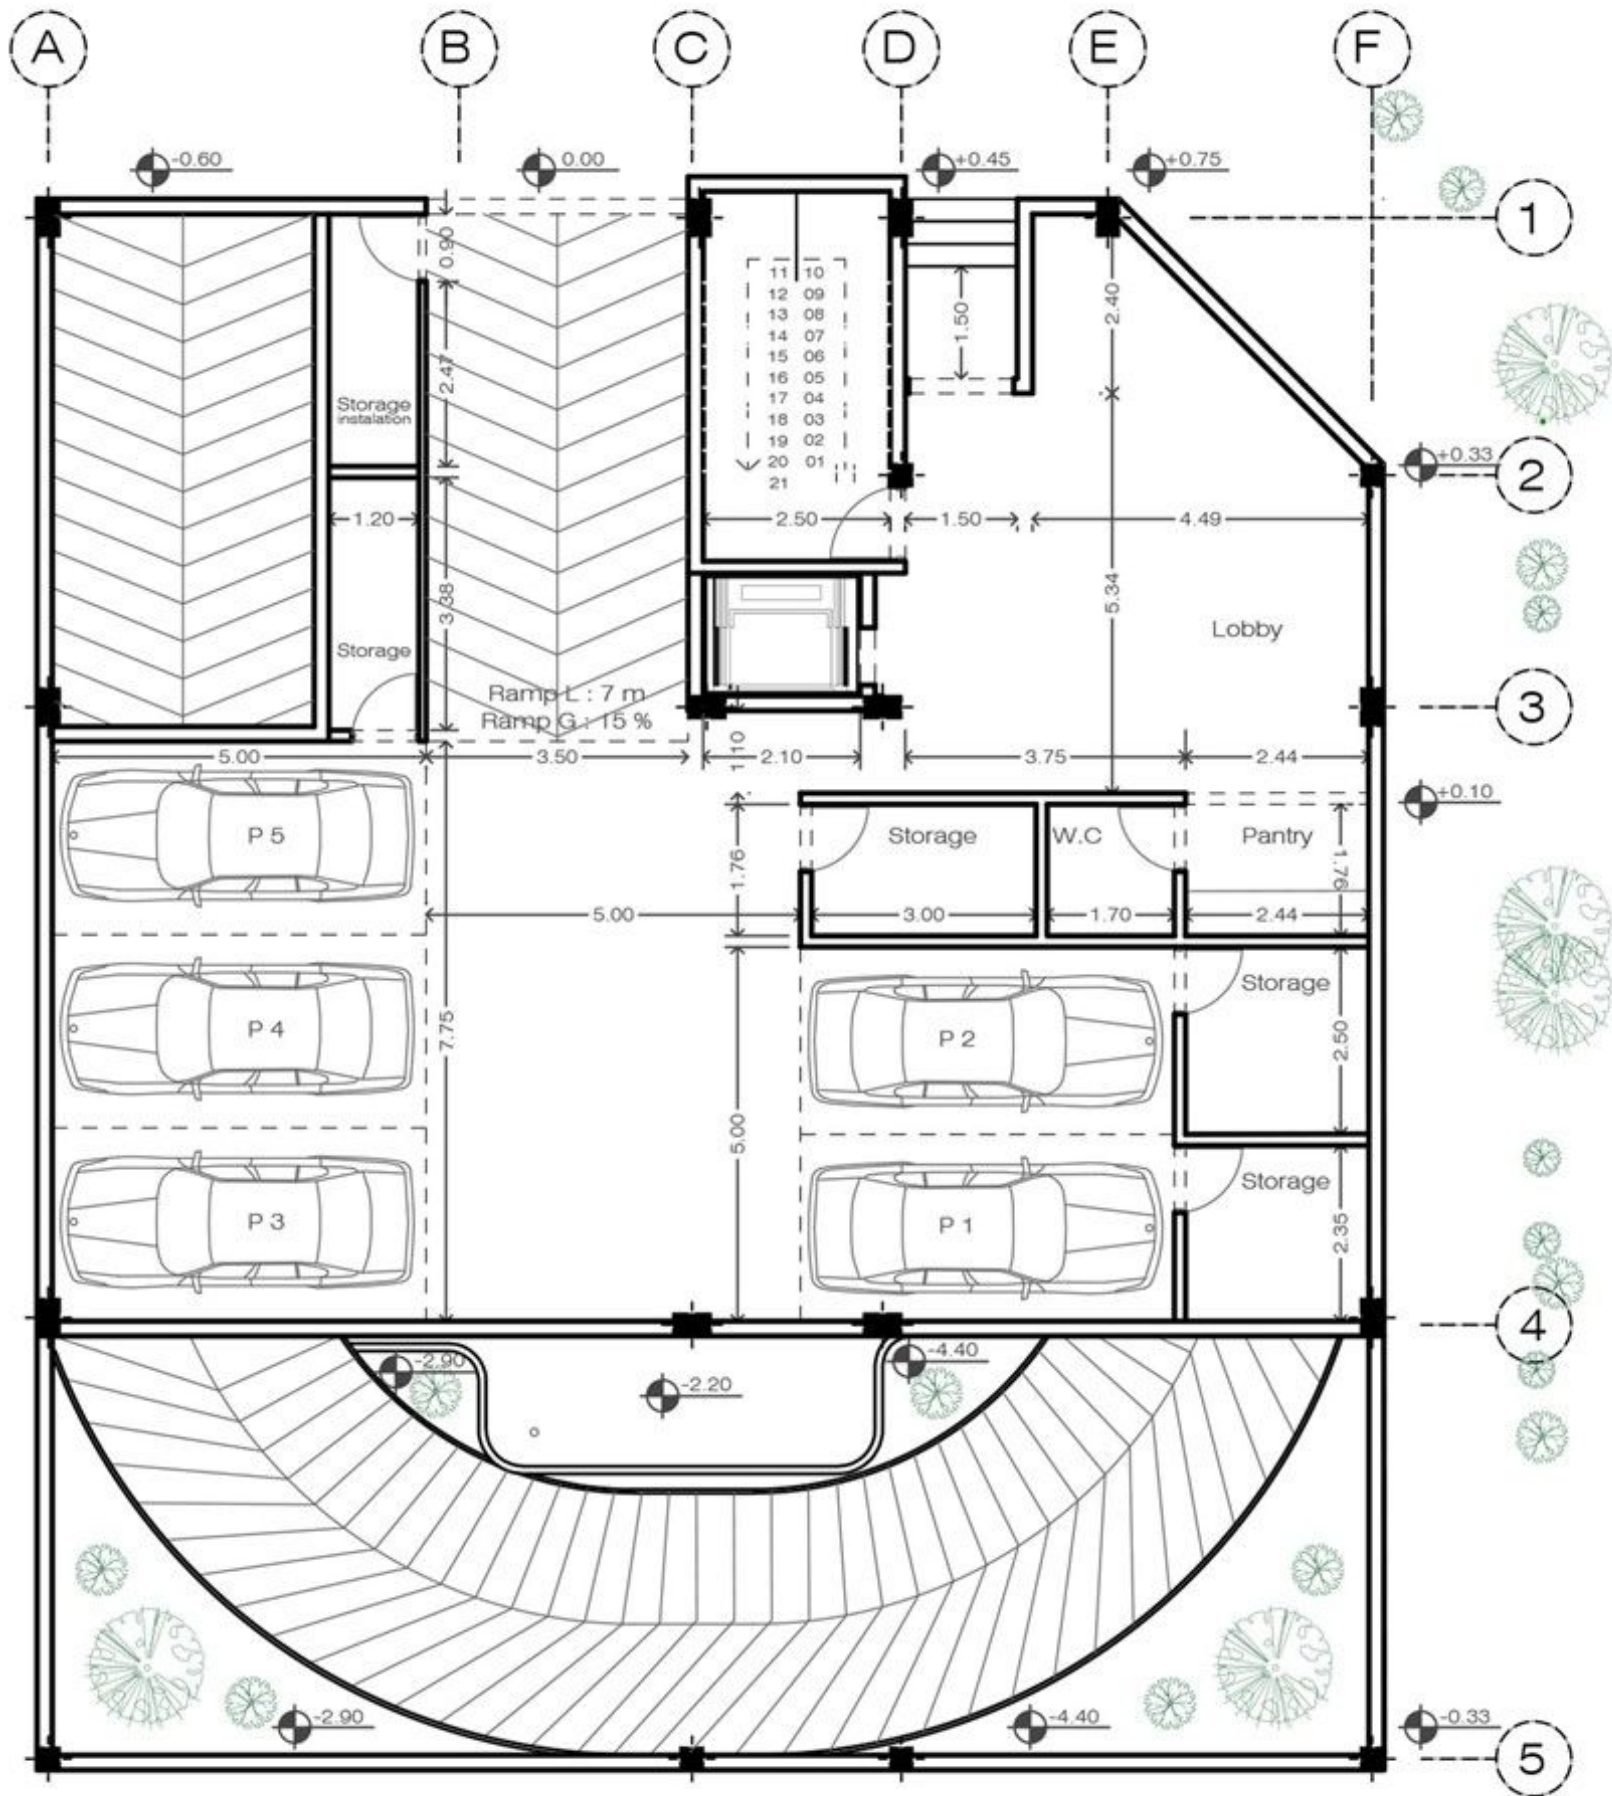 A B C D E F
-0.60 0.00 +0.45 +0.75
1
0.90
11 10
12 09
13 08
14 07
15 06
16 05
17 04
18 03
19 02
20 01
21
2.40
1.50
2.47
Storage
instalation
+0.33
2
1.20 2.50 1.50 4.49
3.38
5.34
Lobby
Storage
Ramp L : 7 m
Ramp G : 15 %
3
5.00 3.50 1.10 2.10 3.75 2.44
+0.10
P 5
Storage W.C Pantry
1.76 1.76
5.00 3.00 1.70 2.44
Storage
P 4 P 2
7.75 2.50
5.00
Storage
P 3 P 1
2.35
4
-2.90 -4.40
-2.20
-2.90 -4.40 -0.33
5